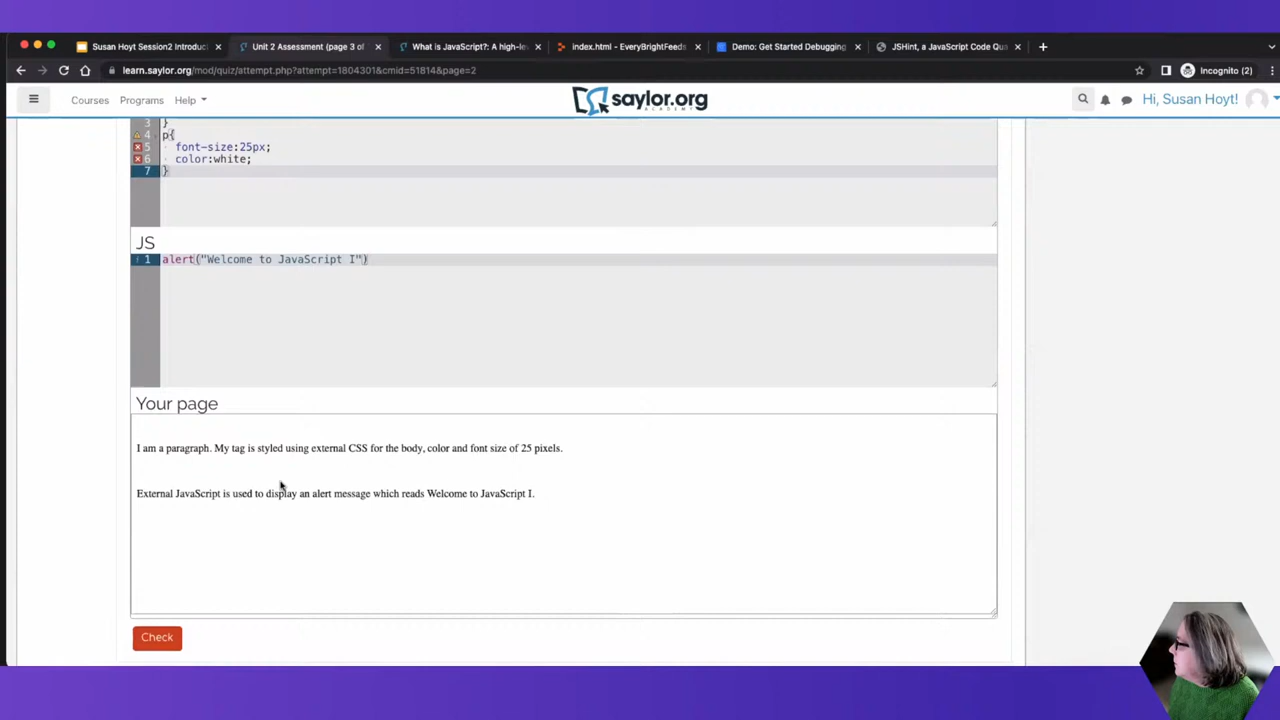 Susan Hoyt Session2 Introduc
Unit 2 Assessment (page 3 of
What is JavaScript?: A high-lev
index.html - EveryBrightFeeds
Demo: Get Started Debugging
JSHint, a JavaScript Code Qua
learn.saylor.org/mod/quiz/attempt.php?attempt=1804301&cmid=51814&page=2
Incognito (2)
Courses Programs Help
saylor.org
ACADEMY
Hi, Susan Hoyt!
3 }
4 p{
5 font-size:25px;
6 color:white;
7 }
JS
1 alert("Welcome to JavaScript I")
Your page
I am a paragraph. My tag is styled using external CSS for the body, color and font size of 25 pixels.
External JavaScript is used to display an alert message which reads Welcome to JavaScript I.
Check